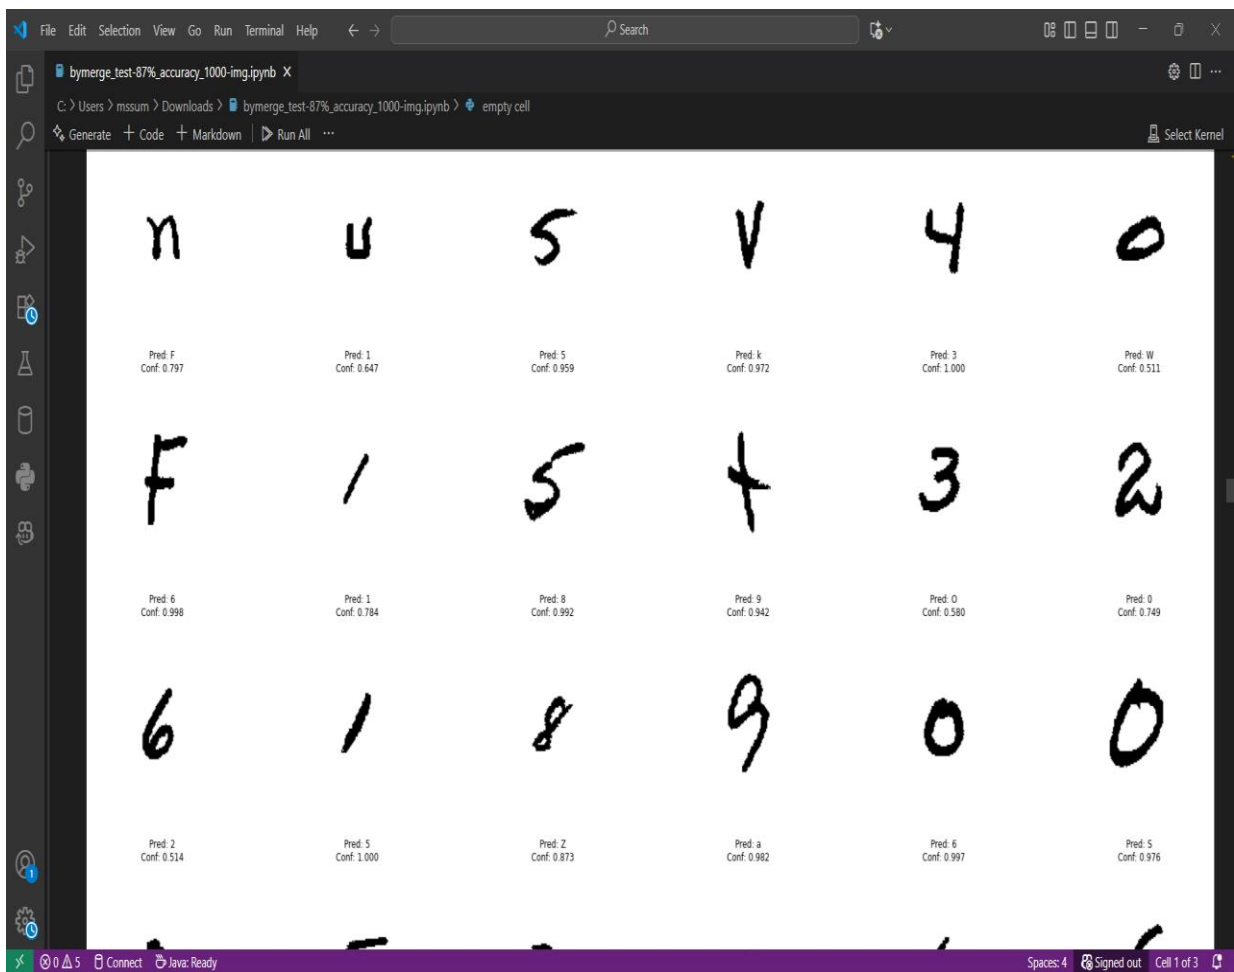 File Edit Selection View Go Run Terminal Help Search
bymerge_test-87%_accuracy_1000-img.ipynb X
C: > Users > mssum > Downloads > bymerge_test-87%_accuracy_1000-img.ipynb > empty cell
Generate + Code + Markdown Run All ... Select Kernel
n u 5 V 4 0
Pred: F Pred: 1 Pred: 5 Pred: k Pred: 3 Pred: W
Conf: 0.797 Conf: 0.647 Conf: 0.959 Conf: 0.972 Conf: 1.000 Conf: 0.511
F 1 5 t 3 2
Pred: 6 Pred: 1 Pred: 8 Pred: 9 Pred: O Pred: 0
Conf: 0.998 Conf: 0.784 Conf: 0.992 Conf: 0.942 Conf: 0.580 Conf: 0.749
6 1 8 9 0 0
Pred: 2 Pred: 5 Pred: Z Pred: a Pred: 6 Pred: S
Conf: 0.514 Conf: 1.000 Conf: 0.873 Conf: 0.982 Conf: 0.997 Conf: 0.976
0 5 Connect Java: Ready Spaces: 4 Signed out Cell 1 of 3